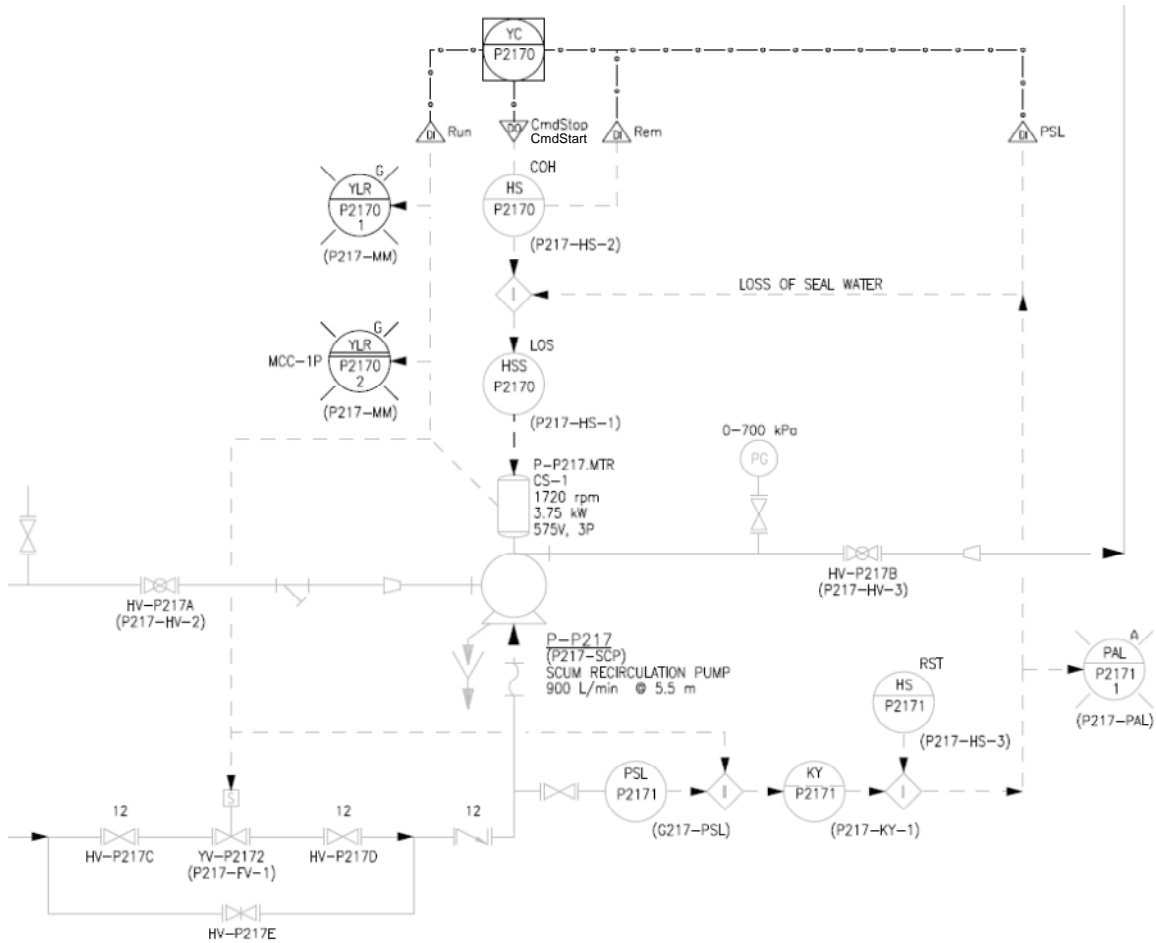 YC
P2170
DI
Run
DO
CmdStop
CmdStart
DI
Rem
DI
PSL
COH
G
YLR
P2170
1
(P217-MM)
HS
P2170
(P217-HS-2)
I
LOSS OF SEAL WATER
G
YLR
MCC-1P
P2170
2
(P217-MM)
LOS
HSS
P2170
(P217-HS-1)
0-700 kPa
PG
P-P217.MTR
CS-1
1720 rpm
3.75 kW
575V, 3P
HV-P217A
(P217-HV-2)
HV-P217B
(P217-HV-3)
P-P217
(P217-SCP)
SCUM RECIRCULATION PUMP
900 L/min @ 5.5 m
A
PAL
P2171
1
(P217-PAL)
RST
HS
P2171
(P217-HS-3)
S
PSL
P2171
(G217-PSL)
I
KY
P2171
(P217-KY-1)
I
12
HV-P217C
YV-P2172
(P217-FV-1)
12
HV-P217D
12
HV-P217E